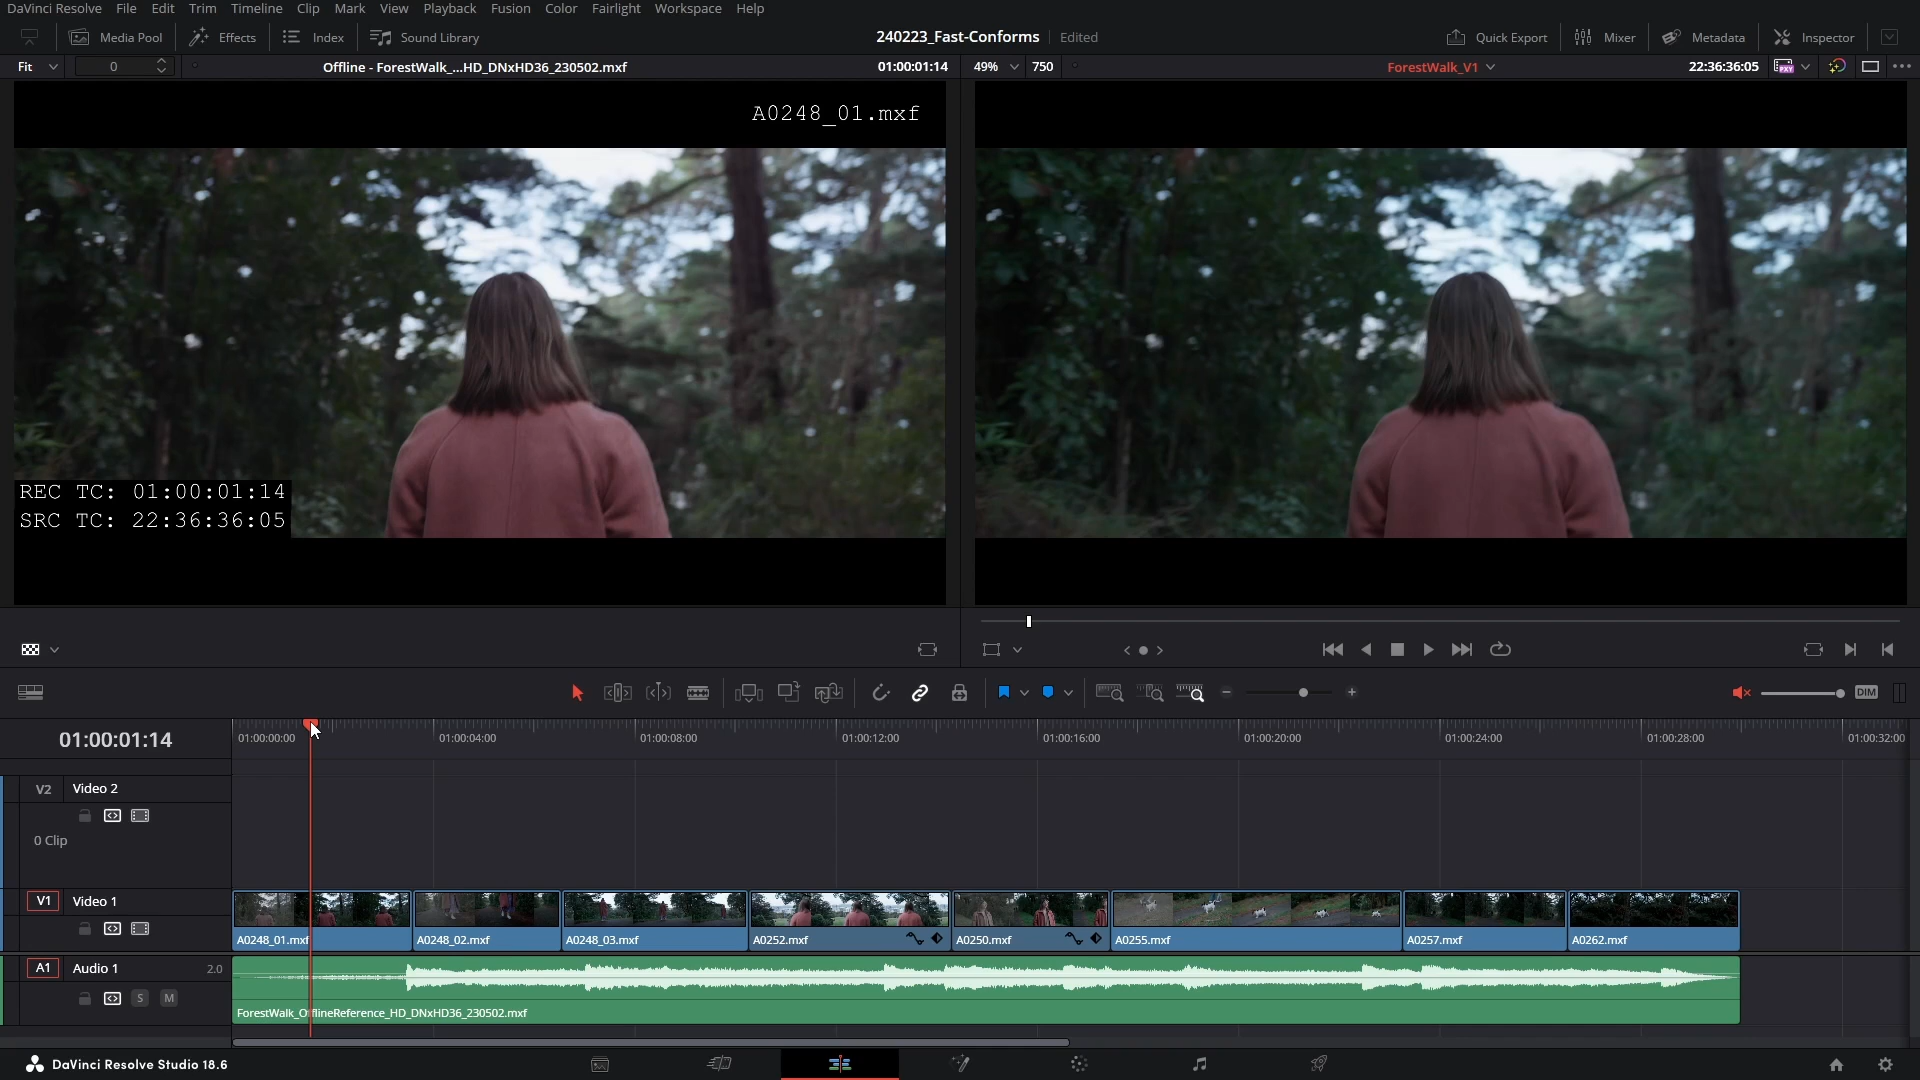 DaVinci Resolve File Edit Trim Timeline Clip Mark View Playback Fusion Color Fairlight Workspace Help
Media Pool Effects Index Sound Library 240223_Fast-Conforms Edited Quick Export Mixer Metadata Inspector
Fit 0 Offline - ForestWalk_...HD_DNxHD36_230502.mxf 01:00:01:14 49% 750 ForestWalk_V1 PXY 22:36:36:05
A0248_01.mxf
REC TC: 01:00:01:14
SRC TC: 22:36:36:05
DIM
01:00:01:14 01:00:00:00 01:00:04:00 01:00:08:00 01:00:12:00 01:00:16:00 01:00:20:00 01:00:24:00 01:00:28:00 01:00:32:00
V2 Video 2
0 Clip
V1 Video 1
A0248_01.mxf A0248_02.mxf A0248_03.mxf A0252.mxf A0250.mxf A0255.mxf A0257.mxf A0262.mxf
A1 Audio 1 2.0
S M
ForestWalk_OfflineReference_HD_DNxHD36_230502.mxf
DaVinci Resolve Studio 18.6